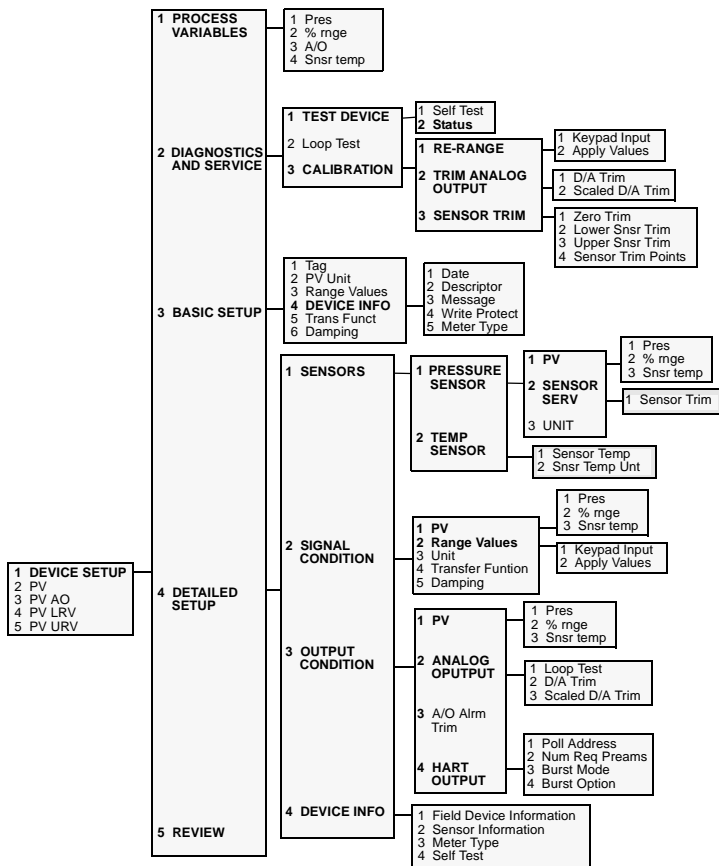 1 DEVICE SETUP
2 PV
3 PV AO
4 PV LRV
5 PV URV
1 PROCESS
VARIABLES
2 DIAGNOSTICS
AND SERVICE
3 BASIC SETUP
4 DETAILED
SETUP
5 REVIEW
1 Pres
2 % rnge
3 A/O
4 Snsr temp
1 TEST DEVICE
2 Loop Test
3 CALIBRATION
1 Self Test
2 Status
1 RE-RANGE
2 TRIM ANALOG
OUTPUT
3 SENSOR TRIM
1 Keypad Input
2 Apply Values
1 D/A Trim
2 Scaled D/A Trim
1 Zero Trim
2 Lower Snsr Trim
3 Upper Snsr Trim
4 Sensor Trim Points
1 Tag
2 PV Unit
3 Range Values
4 DEVICE INFO
5 Trans Funct
6 Damping
1 Date
2 Descriptor
3 Message
4 Write Protect
5 Meter Type
1 SENSORS
2 SIGNAL
CONDITION
3 OUTPUT
CONDITION
4 DEVICE INFO
1 PRESSURE
SENSOR
2 TEMP
SENSOR
1 PV
2 SENSOR
SERV
3 UNIT
1 Pres
2 % rnge
3 Snsr temp
1 Sensor Trim
1 Sensor Temp
2 Snsr Temp Unt
1 PV
2 Range Values
3 Unit
4 Transfer Funtion
5 Damping
1 Pres
2 % rnge
3 Snsr temp
1 Keypad Input
2 Apply Values
1 PV
2 ANALOG
OPUTPUT
3 A/O Alrm
Trim
4 HART
OUTPUT
1 Pres
2 % rnge
3 Snsr temp
1 Loop Test
2 D/A Trim
3 Scaled D/A Trim
1 Poll Address
2 Num Req Preams
3 Burst Mode
4 Burst Option
1 Field Device Information
2 Sensor Information
3 Meter Type
4 Self Test